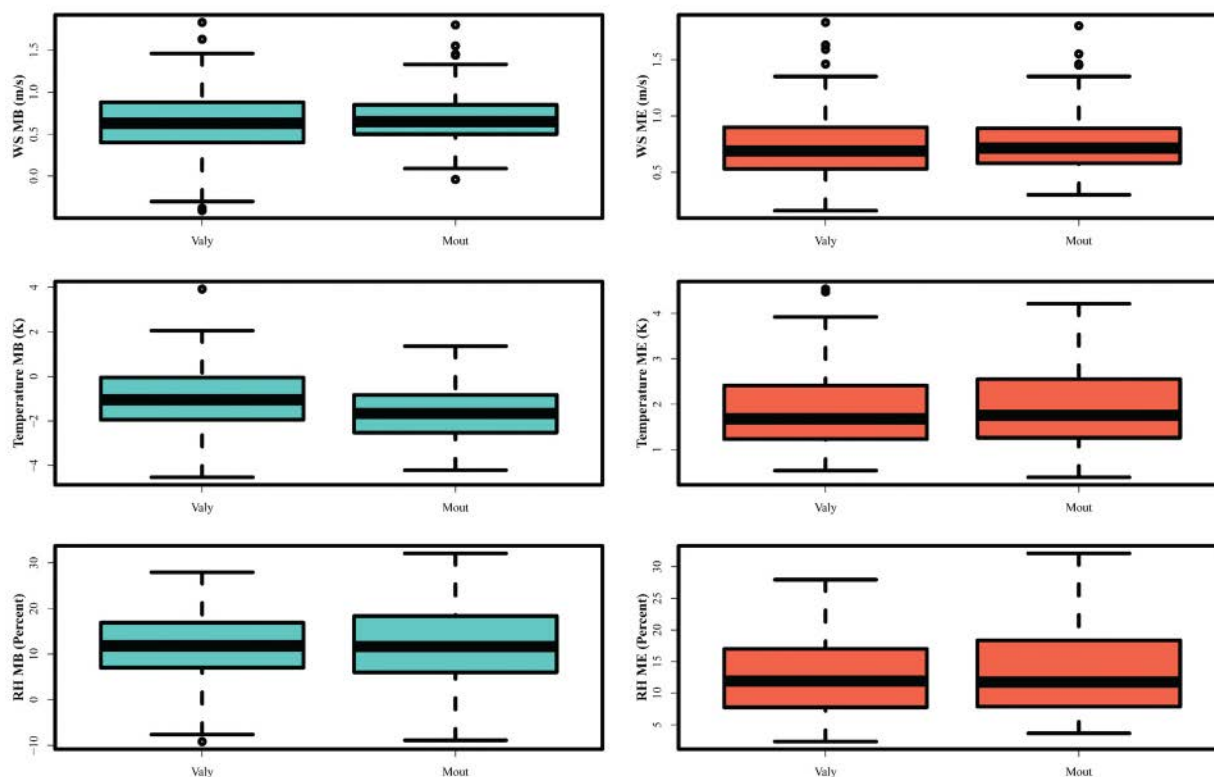 WS MB (m/s)
1.5
1.0
0.5
0.0
Valy
Mout
WS ME (m/s)
1.5
1.0
0.5
Valy
Mout
Temperature MB (K)
4
2
0
−2
−4
Valy
Mout
Temperature ME (K)
4
3
2
1
Valy
Mout
RH MB (Percent)
30
20
10
0
−10
Valy
Mout
RH ME (Percent)
30
25
20
15
10
5
Valy
Mout